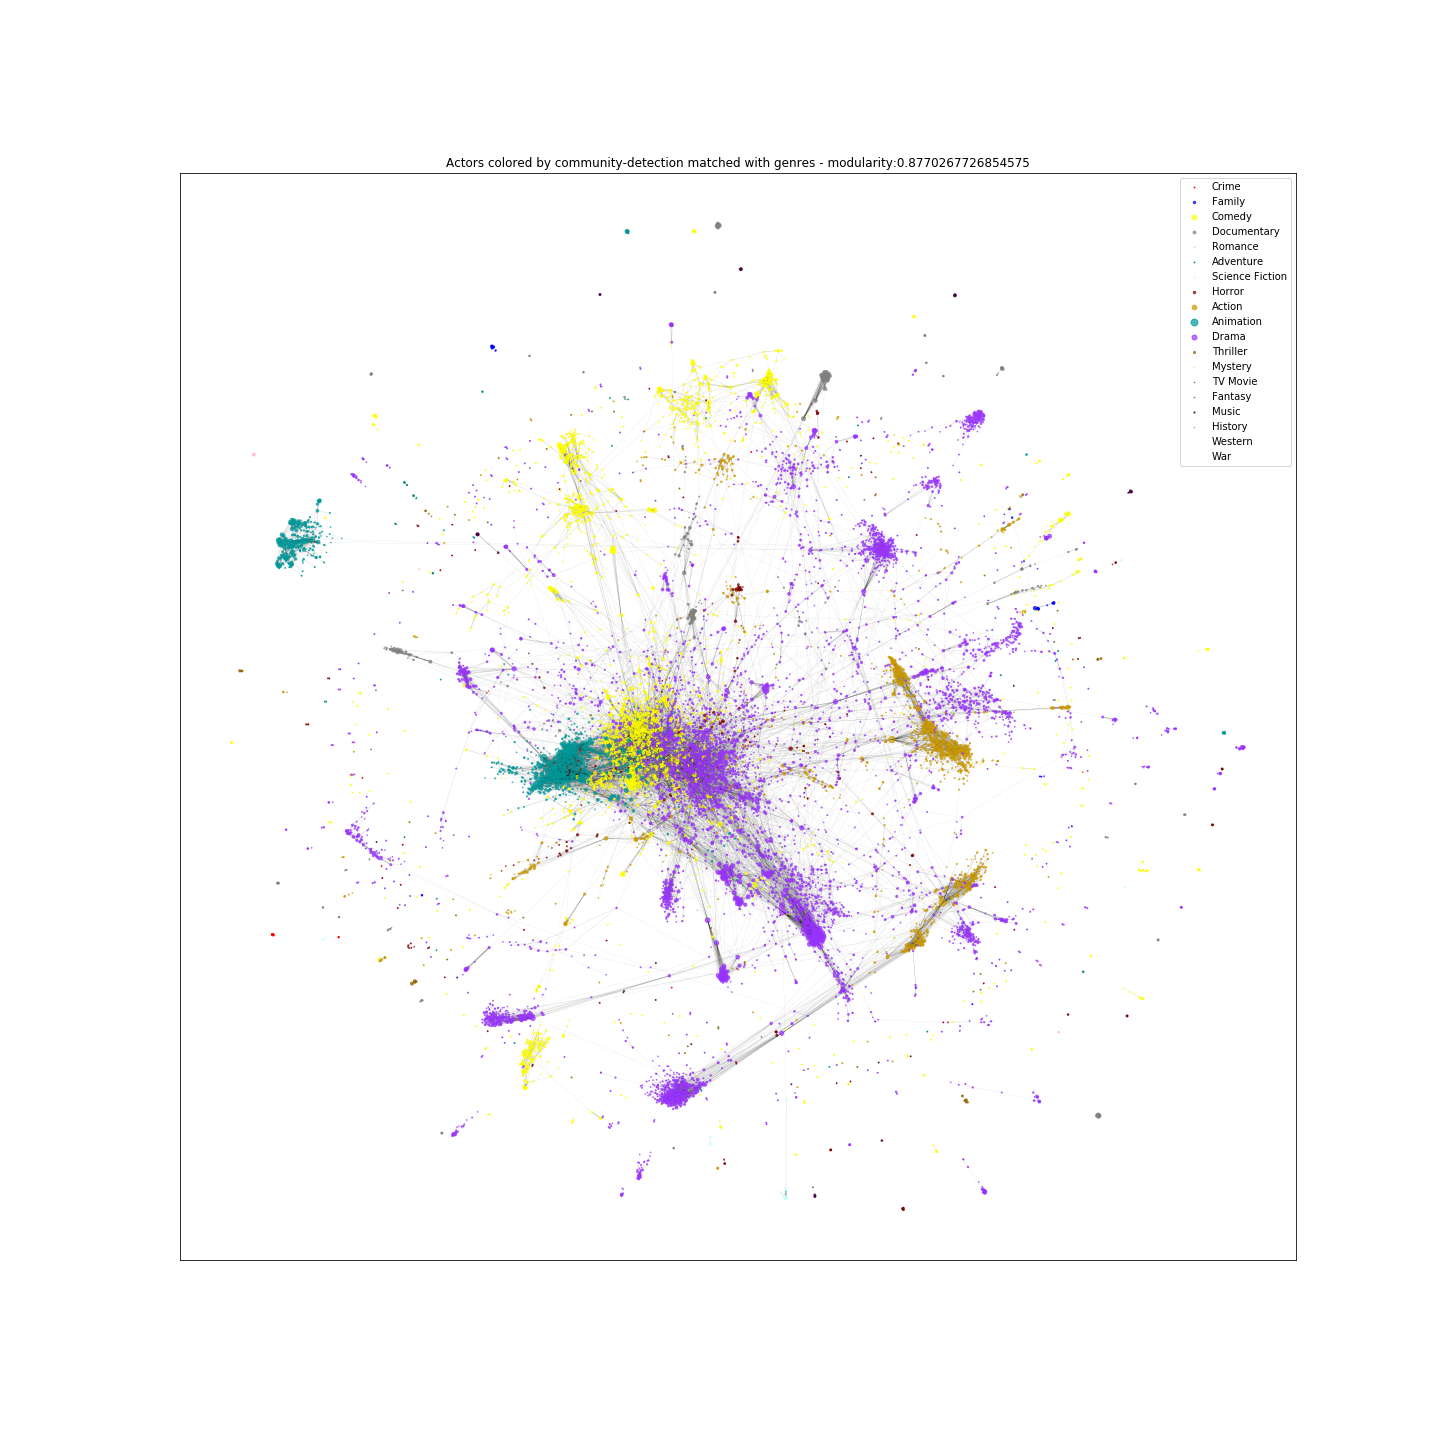 Actors colored by community-detection matched with genres - modularity:0.8770267726854575
Crime
Family
Comedy
Documentary
Romance
Adventure
Science Fiction
Horror
Action
Animation
Drama
Thriller
Mystery
TV Movie
Fantasy
Music
History
Western
War